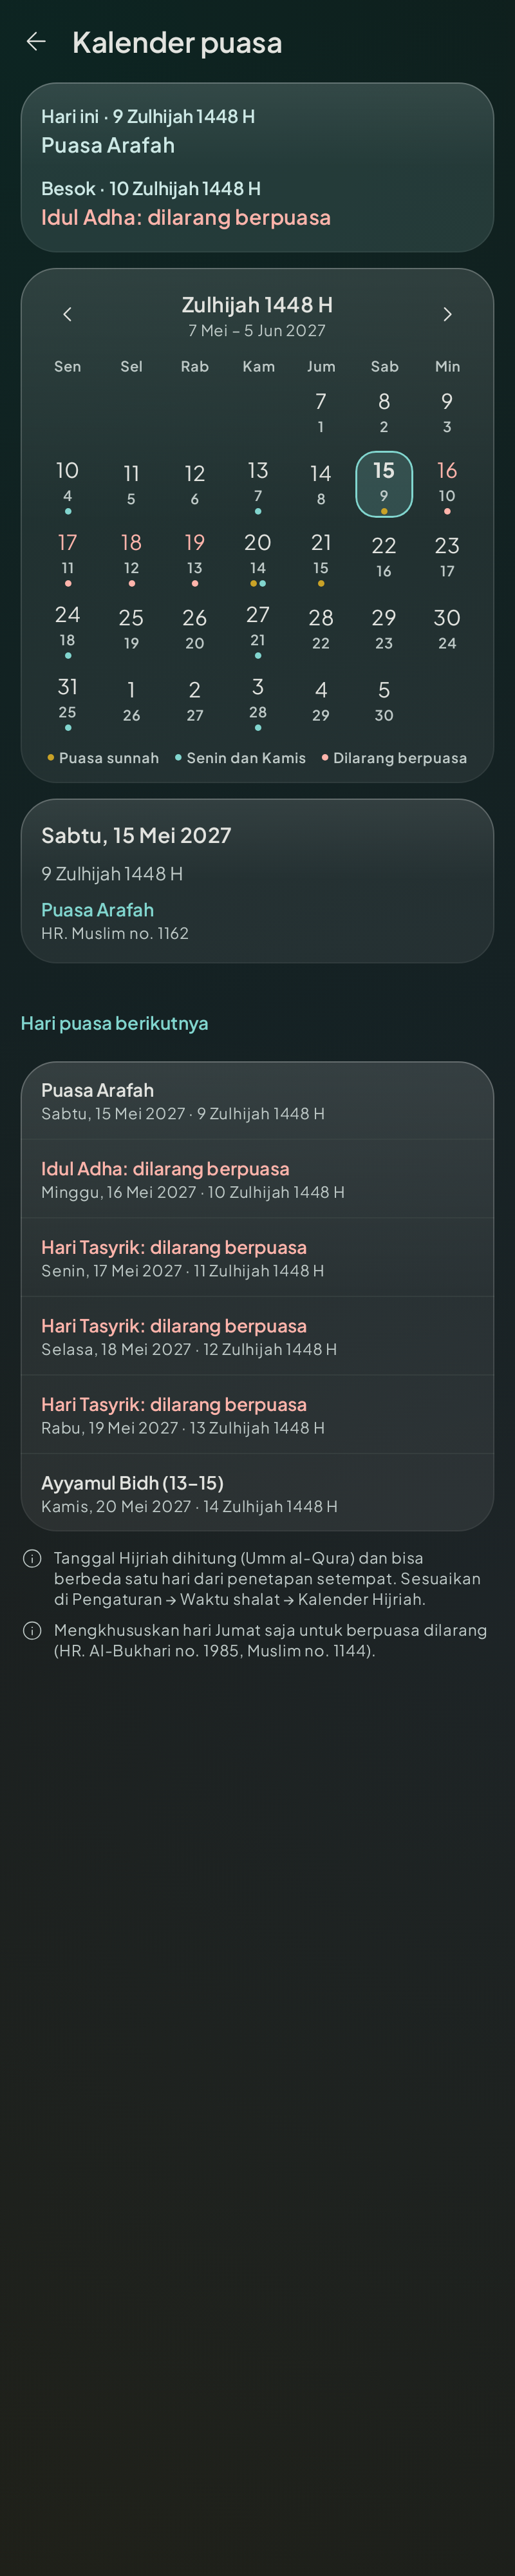 Kalender puasa
Hari ini · 9 Zulhijah 1448 H
Puasa Arafah
Besok · 10 Zulhijah 1448 H
Idul Adha: dilarang berpuasa
Zulhijah 1448 H
7 Mei – 5 Jun 2027
Sen Sel Rab Kam Jum Sab Min
7 8 9
1 2 3
10 11 12 13 14 15 16
4 5 6 7 8 9 10
17 18 19 20 21 22 23
11 12 13 14 15 16 17
24 25 26 27 28 29 30
18 19 20 21 22 23 24
31 1 2 3 4 5
25 26 27 28 29 30
Puasa sunnah Senin dan Kamis Dilarang berpuasa
Sabtu, 15 Mei 2027
9 Zulhijah 1448 H
Puasa Arafah
HR. Muslim no. 1162
Hari puasa berikutnya
Puasa Arafah
Sabtu, 15 Mei 2027 · 9 Zulhijah 1448 H
Idul Adha: dilarang berpuasa
Minggu, 16 Mei 2027 · 10 Zulhijah 1448 H
Hari Tasyrik: dilarang berpuasa
Senin, 17 Mei 2027 · 11 Zulhijah 1448 H
Hari Tasyrik: dilarang berpuasa
Selasa, 18 Mei 2027 · 12 Zulhijah 1448 H
Hari Tasyrik: dilarang berpuasa
Rabu, 19 Mei 2027 · 13 Zulhijah 1448 H
Ayyamul Bidh (13–15)
Kamis, 20 Mei 2027 · 14 Zulhijah 1448 H
Tanggal Hijriah dihitung (Umm al-Qura) dan bisa
berbeda satu hari dari penetapan setempat. Sesuaikan
di Pengaturan → Waktu shalat → Kalender Hijriah.
Mengkhususkan hari Jumat saja untuk berpuasa dilarang
(HR. Al-Bukhari no. 1985, Muslim no. 1144).